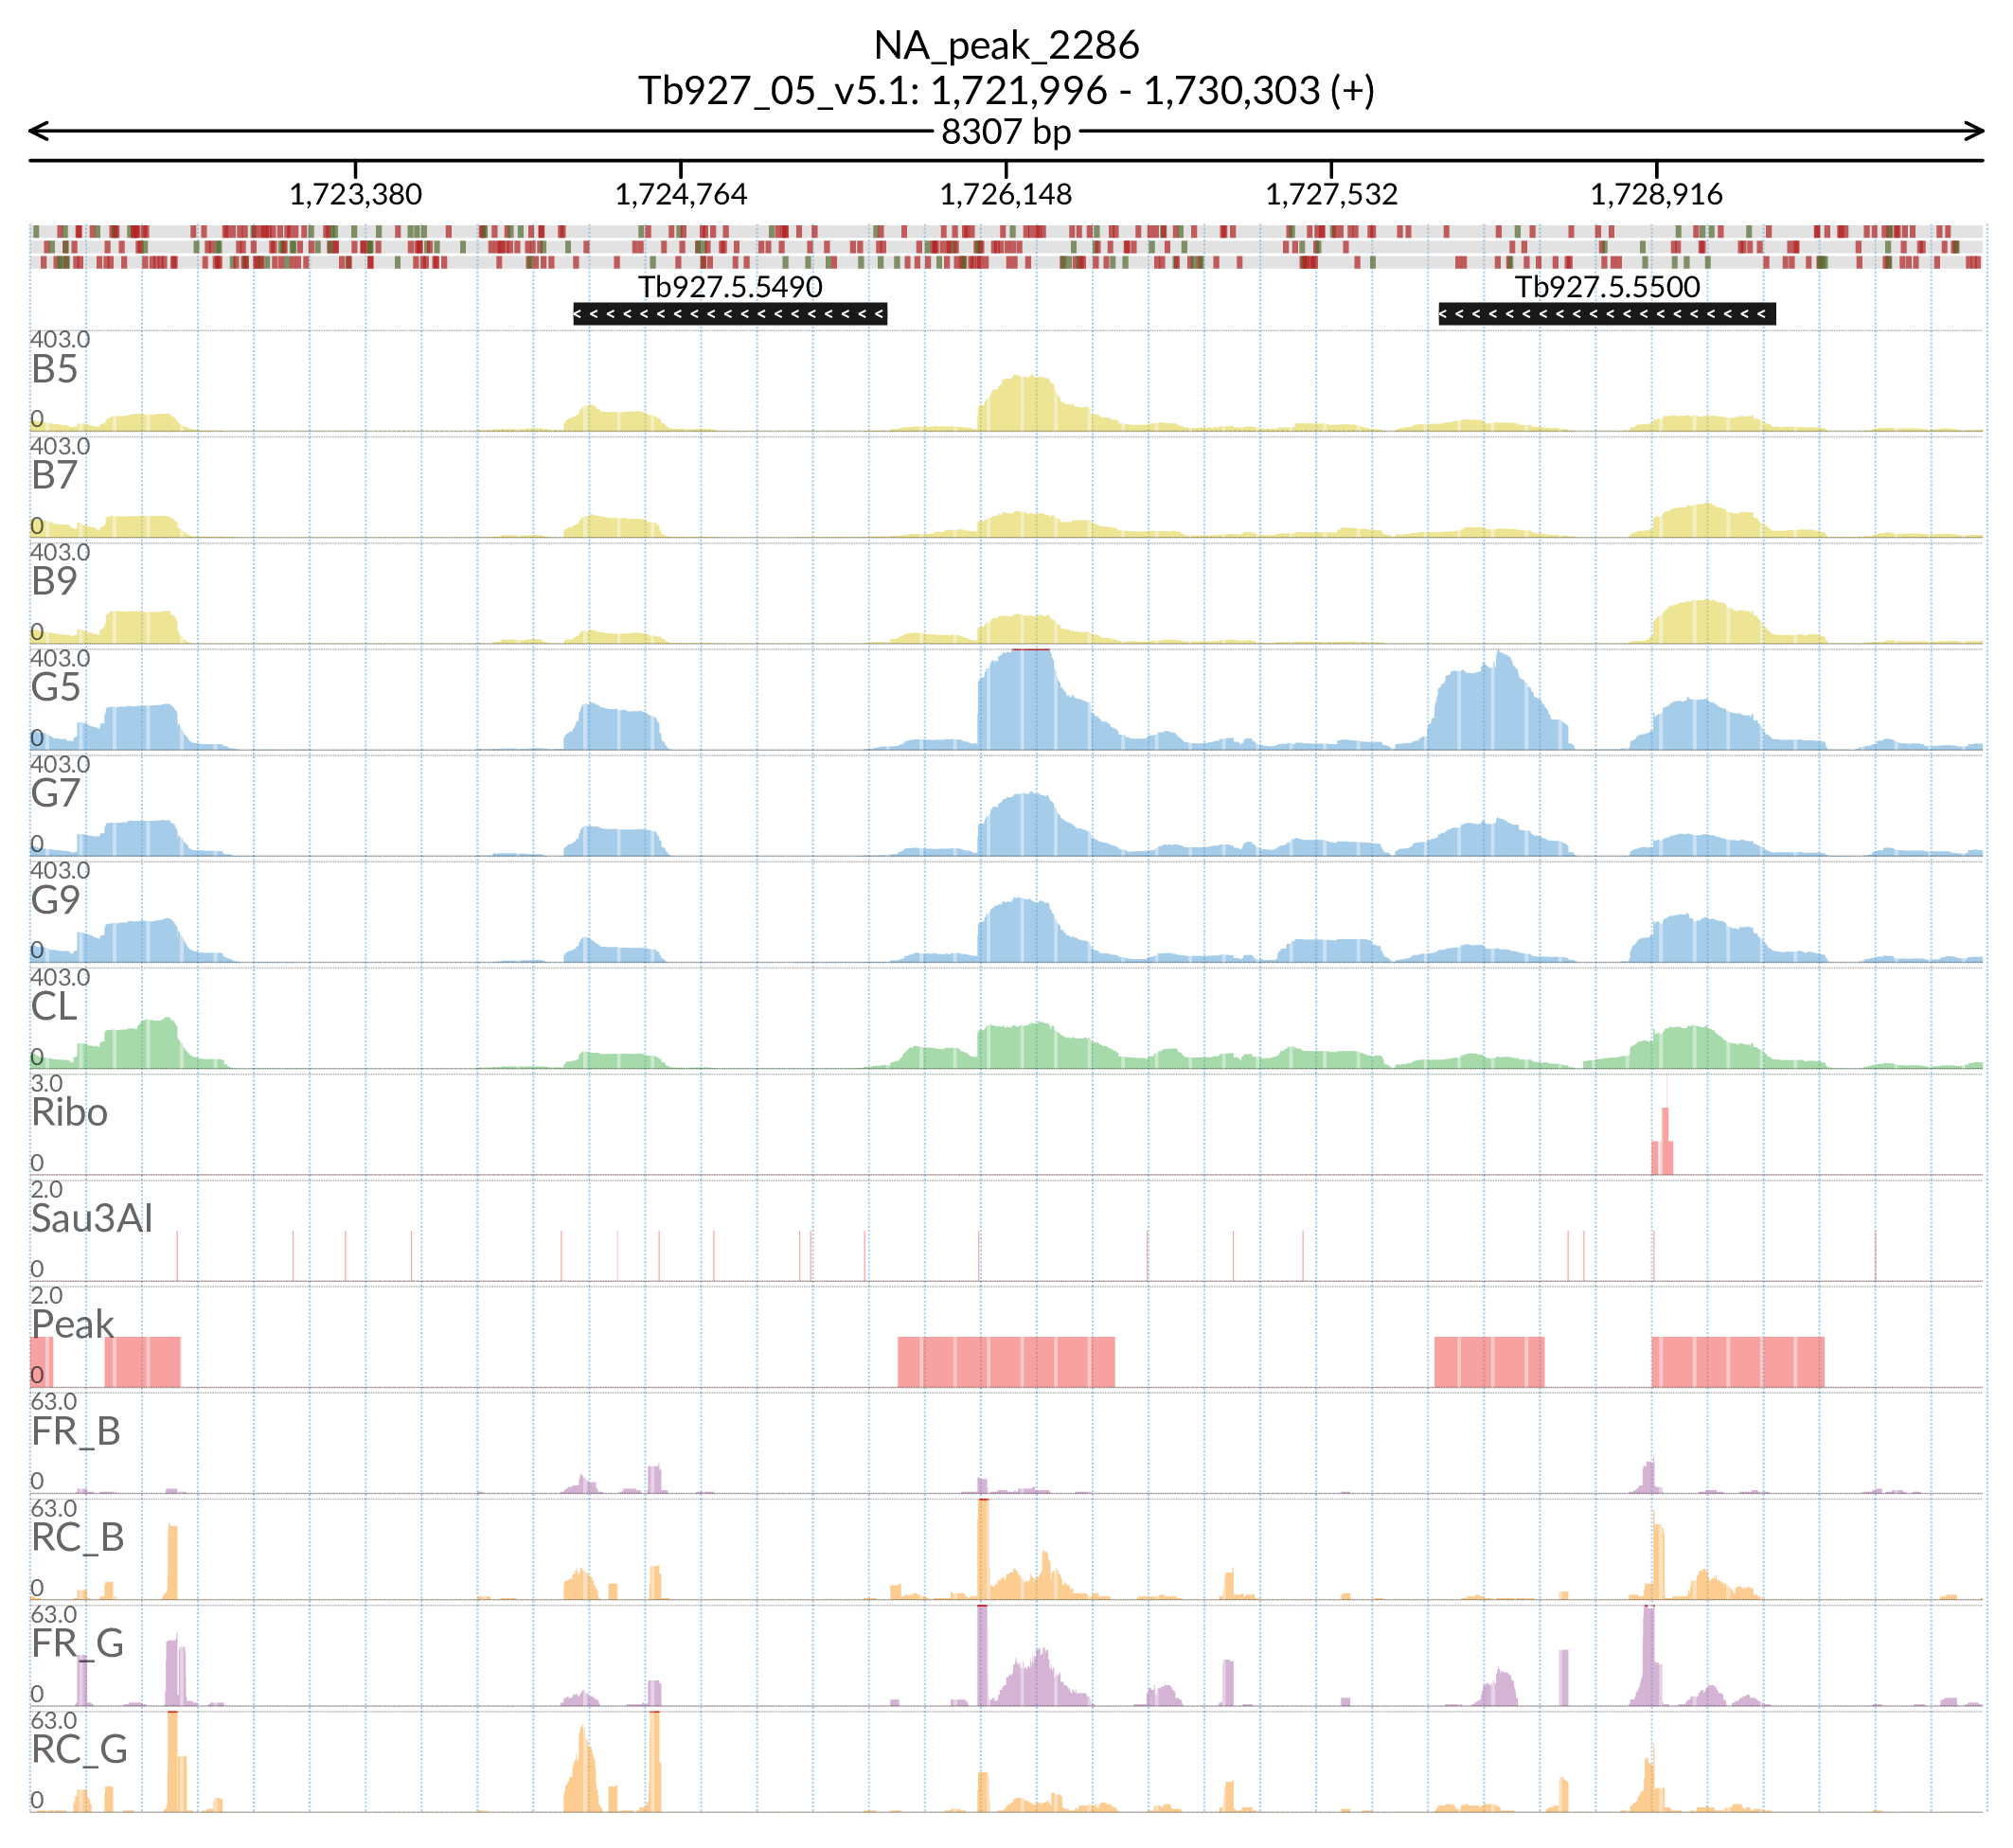 NA_peak_2286
Tb927_05_v5.1: 1,721,996 - 1,730,303 (+)
8307 bp
1,723,380 1,724,764 1,726,148 1,727,532 1,728,916
Tb927.5.5490 Tb927.5.5500
403.0
B5
0
403.0
B7
0
403.0
B9
0
403.0
G5
0
403.0
G7
0
403.0
G9
0
403.0
CL
0
3.0
Ribo
0
2.0
Sau3AI
0
2.0
Peak
0
63.0
FR_B
0
63.0
RC_B
0
63.0
FR_G
0
63.0
RC_G
0